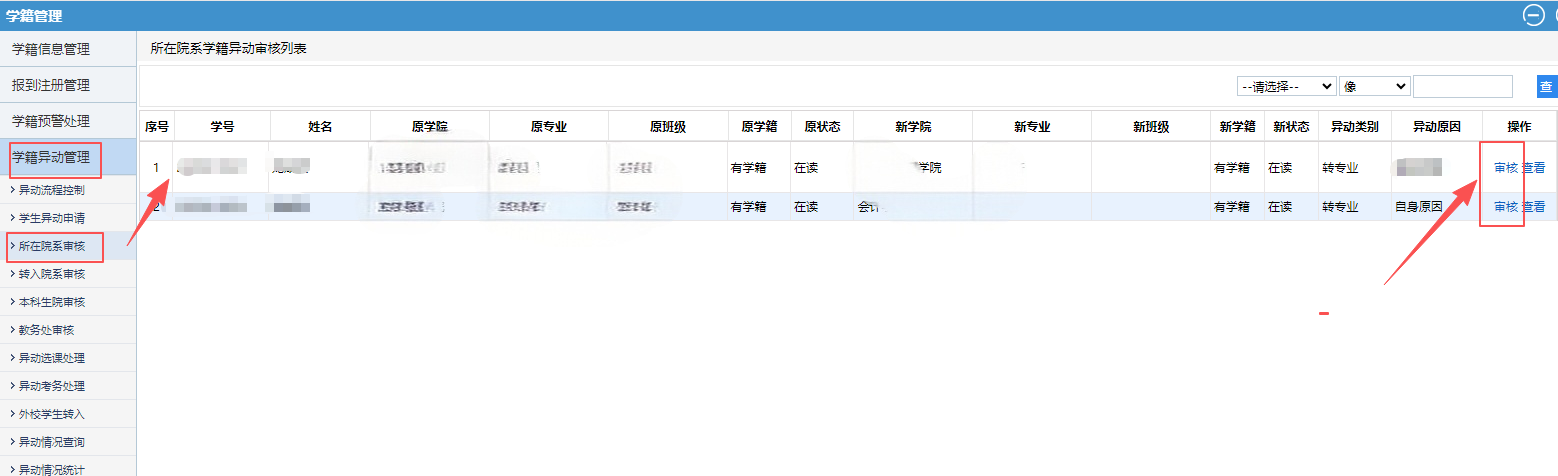 学籍管理
学籍信息管理
报到注册管理
学籍预警处理
学籍异动管理
异动流程控制
学生异动申请
所在院系审核
转入院系审核
本科生院审核
教务处审核
异动选课处理
异动考务处理
外校学生转入
异动情况查询
异动情况统计
所在院系学籍异动审核列表
--请选择-- 像 查
序号 学号 姓名 原学院 原专业 原班级 原学籍 原状态 新学院 新专业 新班级 新学籍 新状态 异动类别 异动原因 操作
1 有学籍 在读 学院 有学籍 在读 转专业 审核 查看
2 有学籍 在读 会计 有学籍 在读 转专业 自身原因 审核 查看